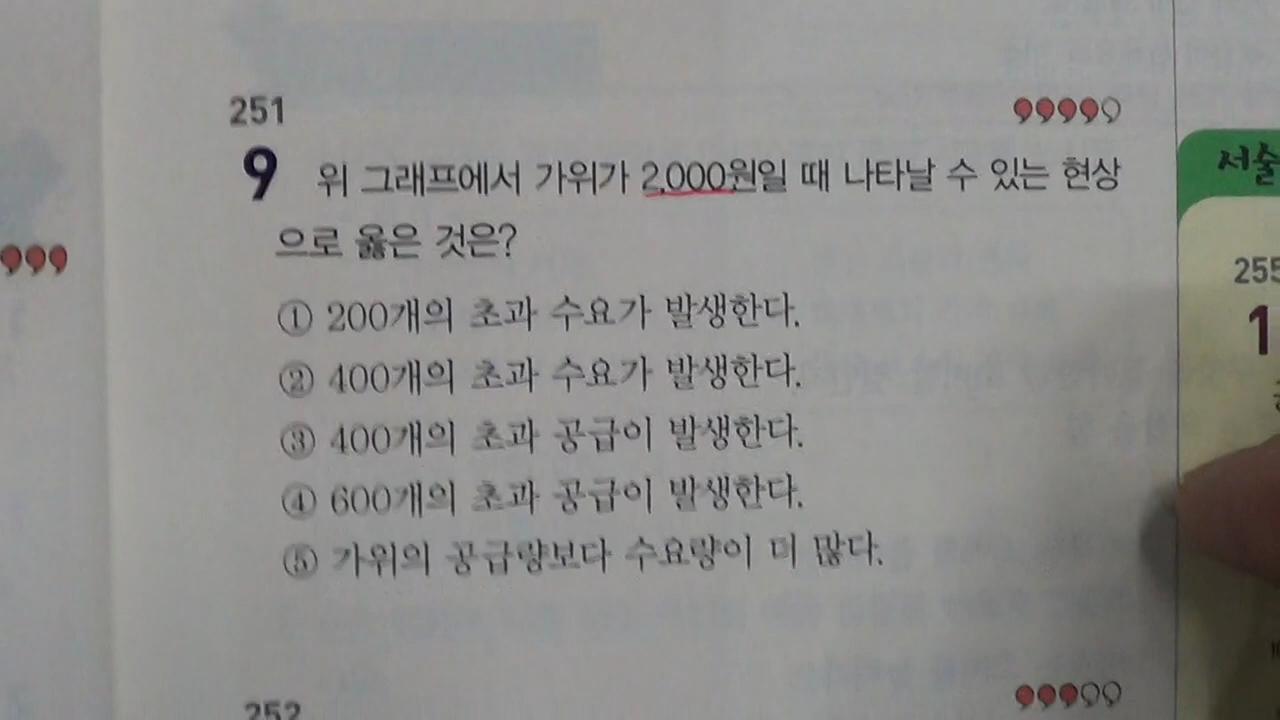 251
9 위 그래프에서 가위가 2,000원일 때 나타날 수 있는 현상
으로 옳은 것은?
① 200개의 초과 수요가 발생한다.
② 400개의 초과 수요가 발생한다.
③ 400개의 초과 공급이 발생한다.
④ 600개의 초과 공급이 발생한다.
⑤ 가위의 공급량보다 수요량이 더 많다.
252
서술
255
1